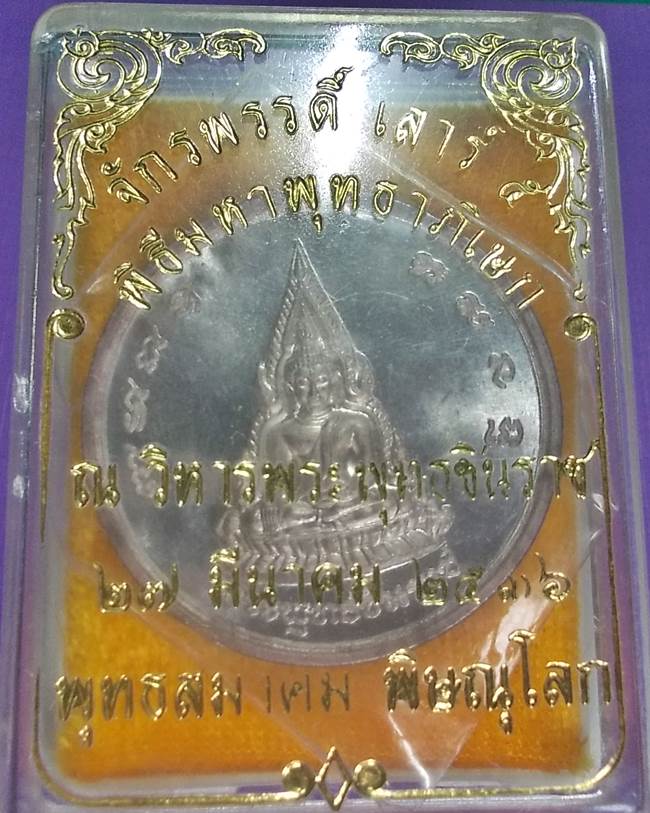 จักรพรรดิ์ เสาร์ ๕
พิธีมหาพุทธาภิเษก
ณ วิหารพระพุทธชินราช
๒๗ มีนาคม ๒๕๓๖
พุทธสมาคม พิษณุโลก